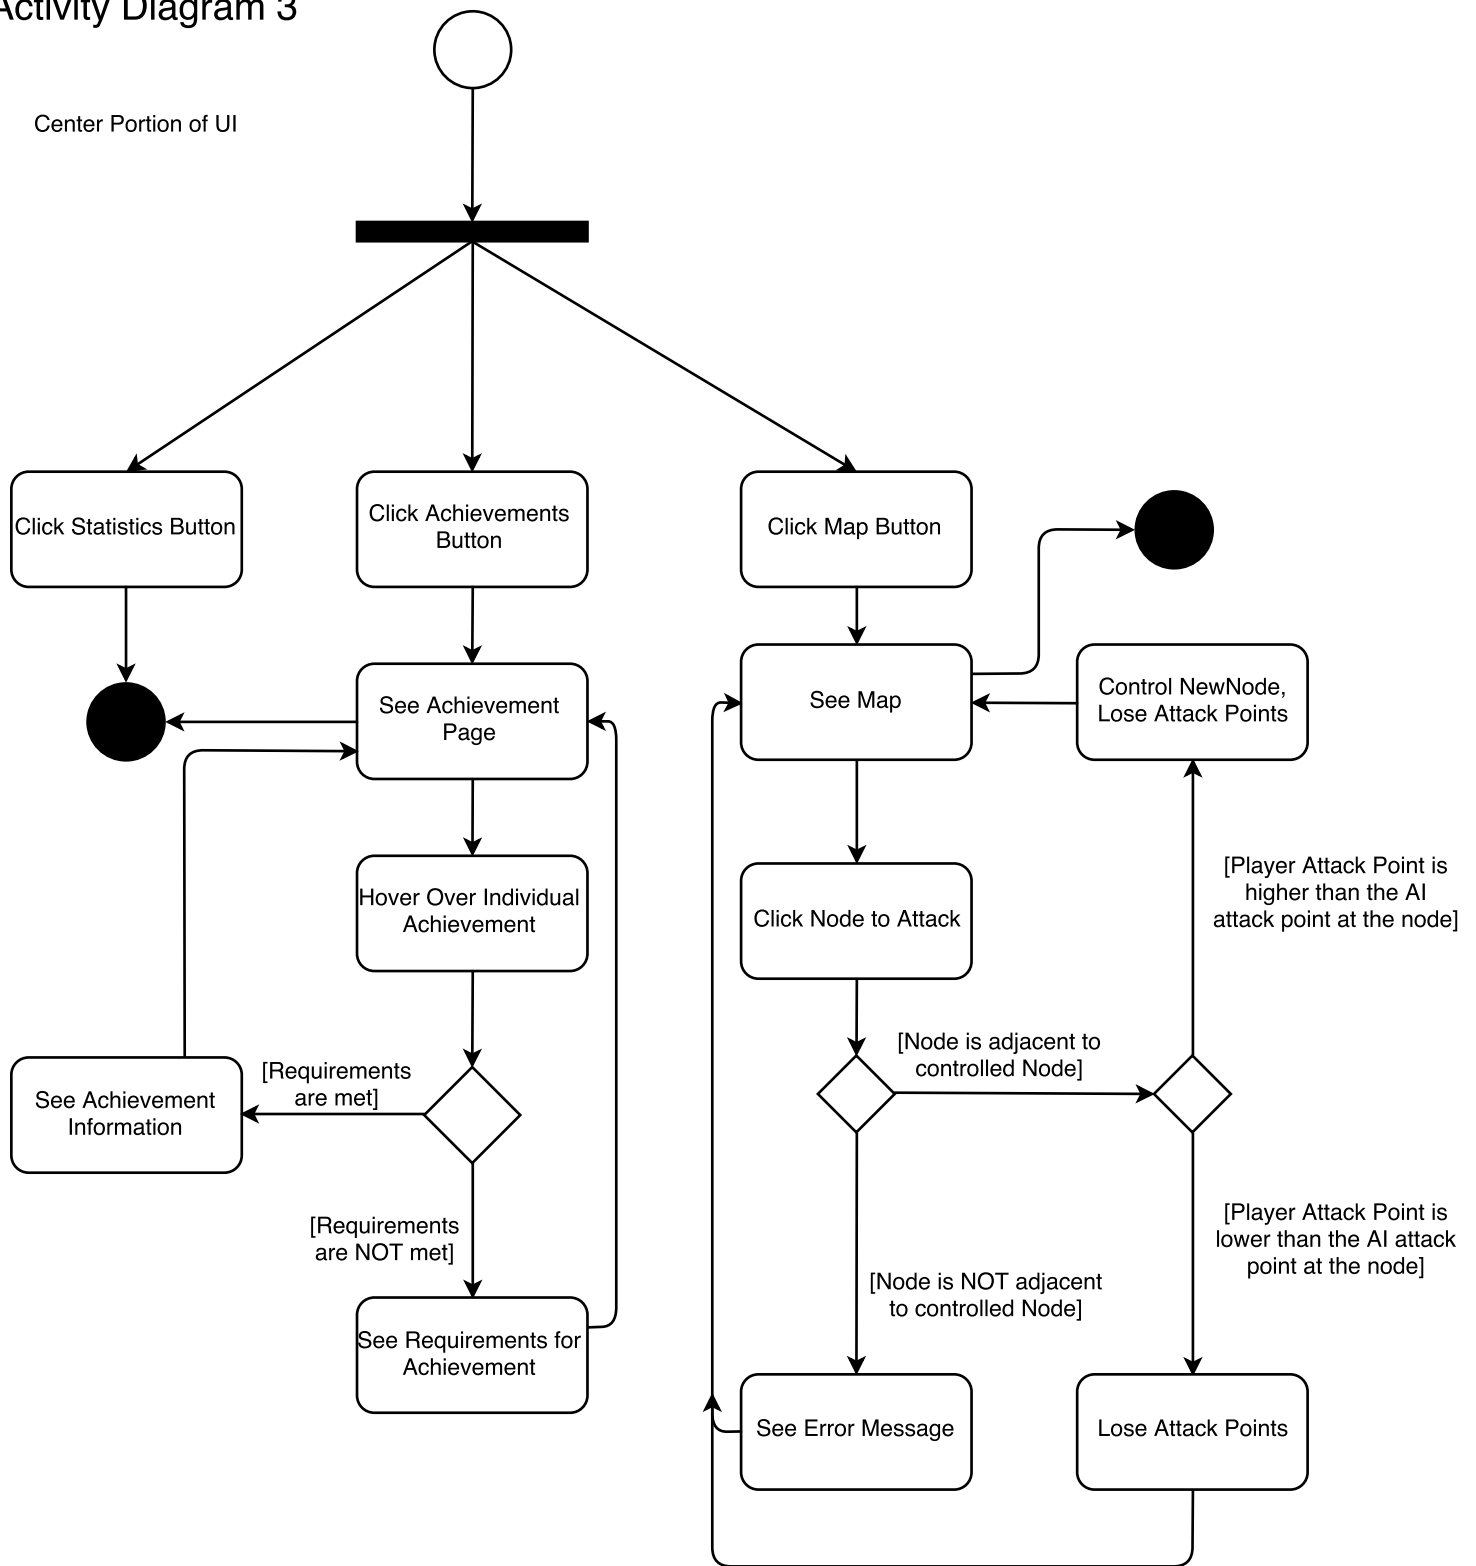 Activity Diagram 3
Center Portion of UI
Click Statistics Button
Click Achievements
Button
Click Map Button
See Achievement
Page
See Map
Control NewNode,
Lose Attack Points
Hover Over Individual
Achievement
Click Node to Attack
[Player Attack Point is
higher than the AI
attack point at the node]
[Node is adjacent to
controlled Node]
[Requirements
are met]
See Achievement
Information
[Requirements
are NOT met]
[Player Attack Point is
lower than the AI attack
point at the node]
[Node is NOT adjacent
to controlled Node]
See Requirements for
Achievement
See Error Message
Lose Attack Points